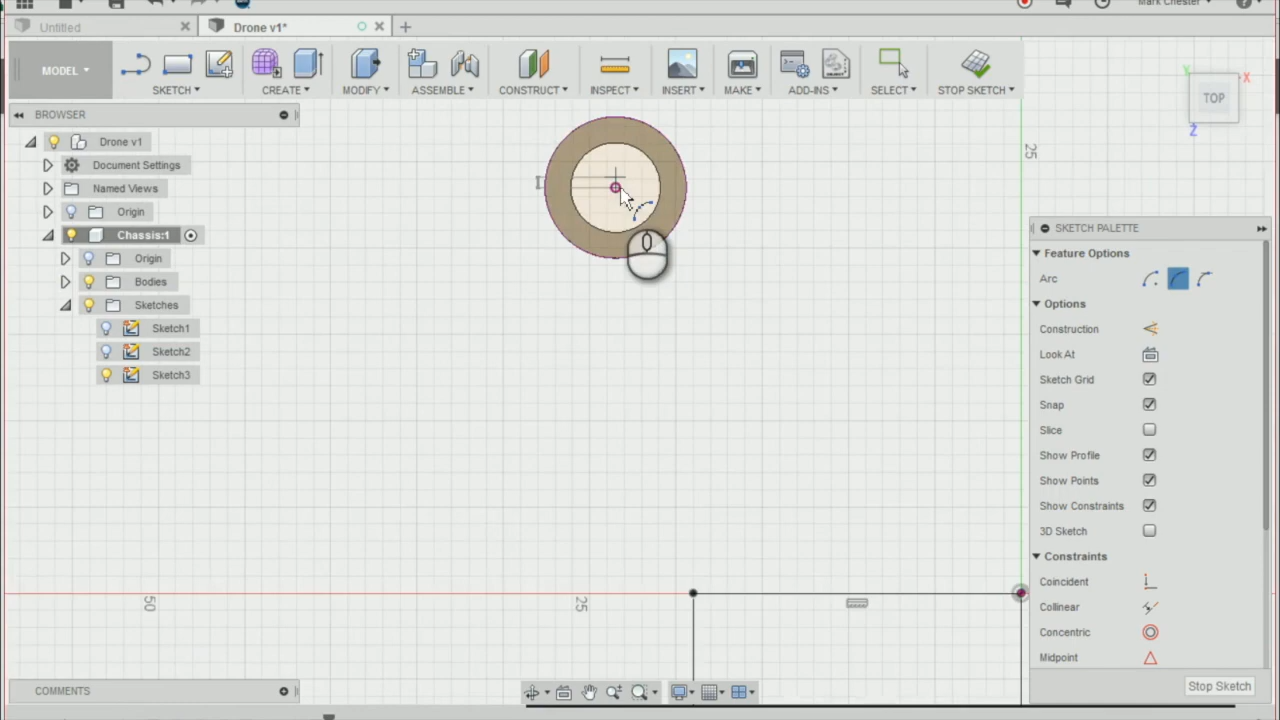 Mark Chester
Untitled
Drone v1*
MODEL
SKETCH
CREATE
MODIFY
ASSEMBLE
CONSTRUCT
INSPECT
INSERT
MAKE
ADD-INS
SELECT
STOP SKETCH
BROWSER
Drone v1
Document Settings
Named Views
Origin
Chassis:1
Origin
Bodies
Sketches
Sketch1
Sketch2
Sketch3
TOP
X
Y
Z
25
SKETCH PALETTE
Feature Options
Arc
Options
Construction
Look At
Sketch Grid
Snap
Slice
Show Profile
Show Points
Show Constraints
3D Sketch
Constraints
Coincident
Collinear
Concentric
Midpoint
Stop Sketch
50
25
COMMENTS